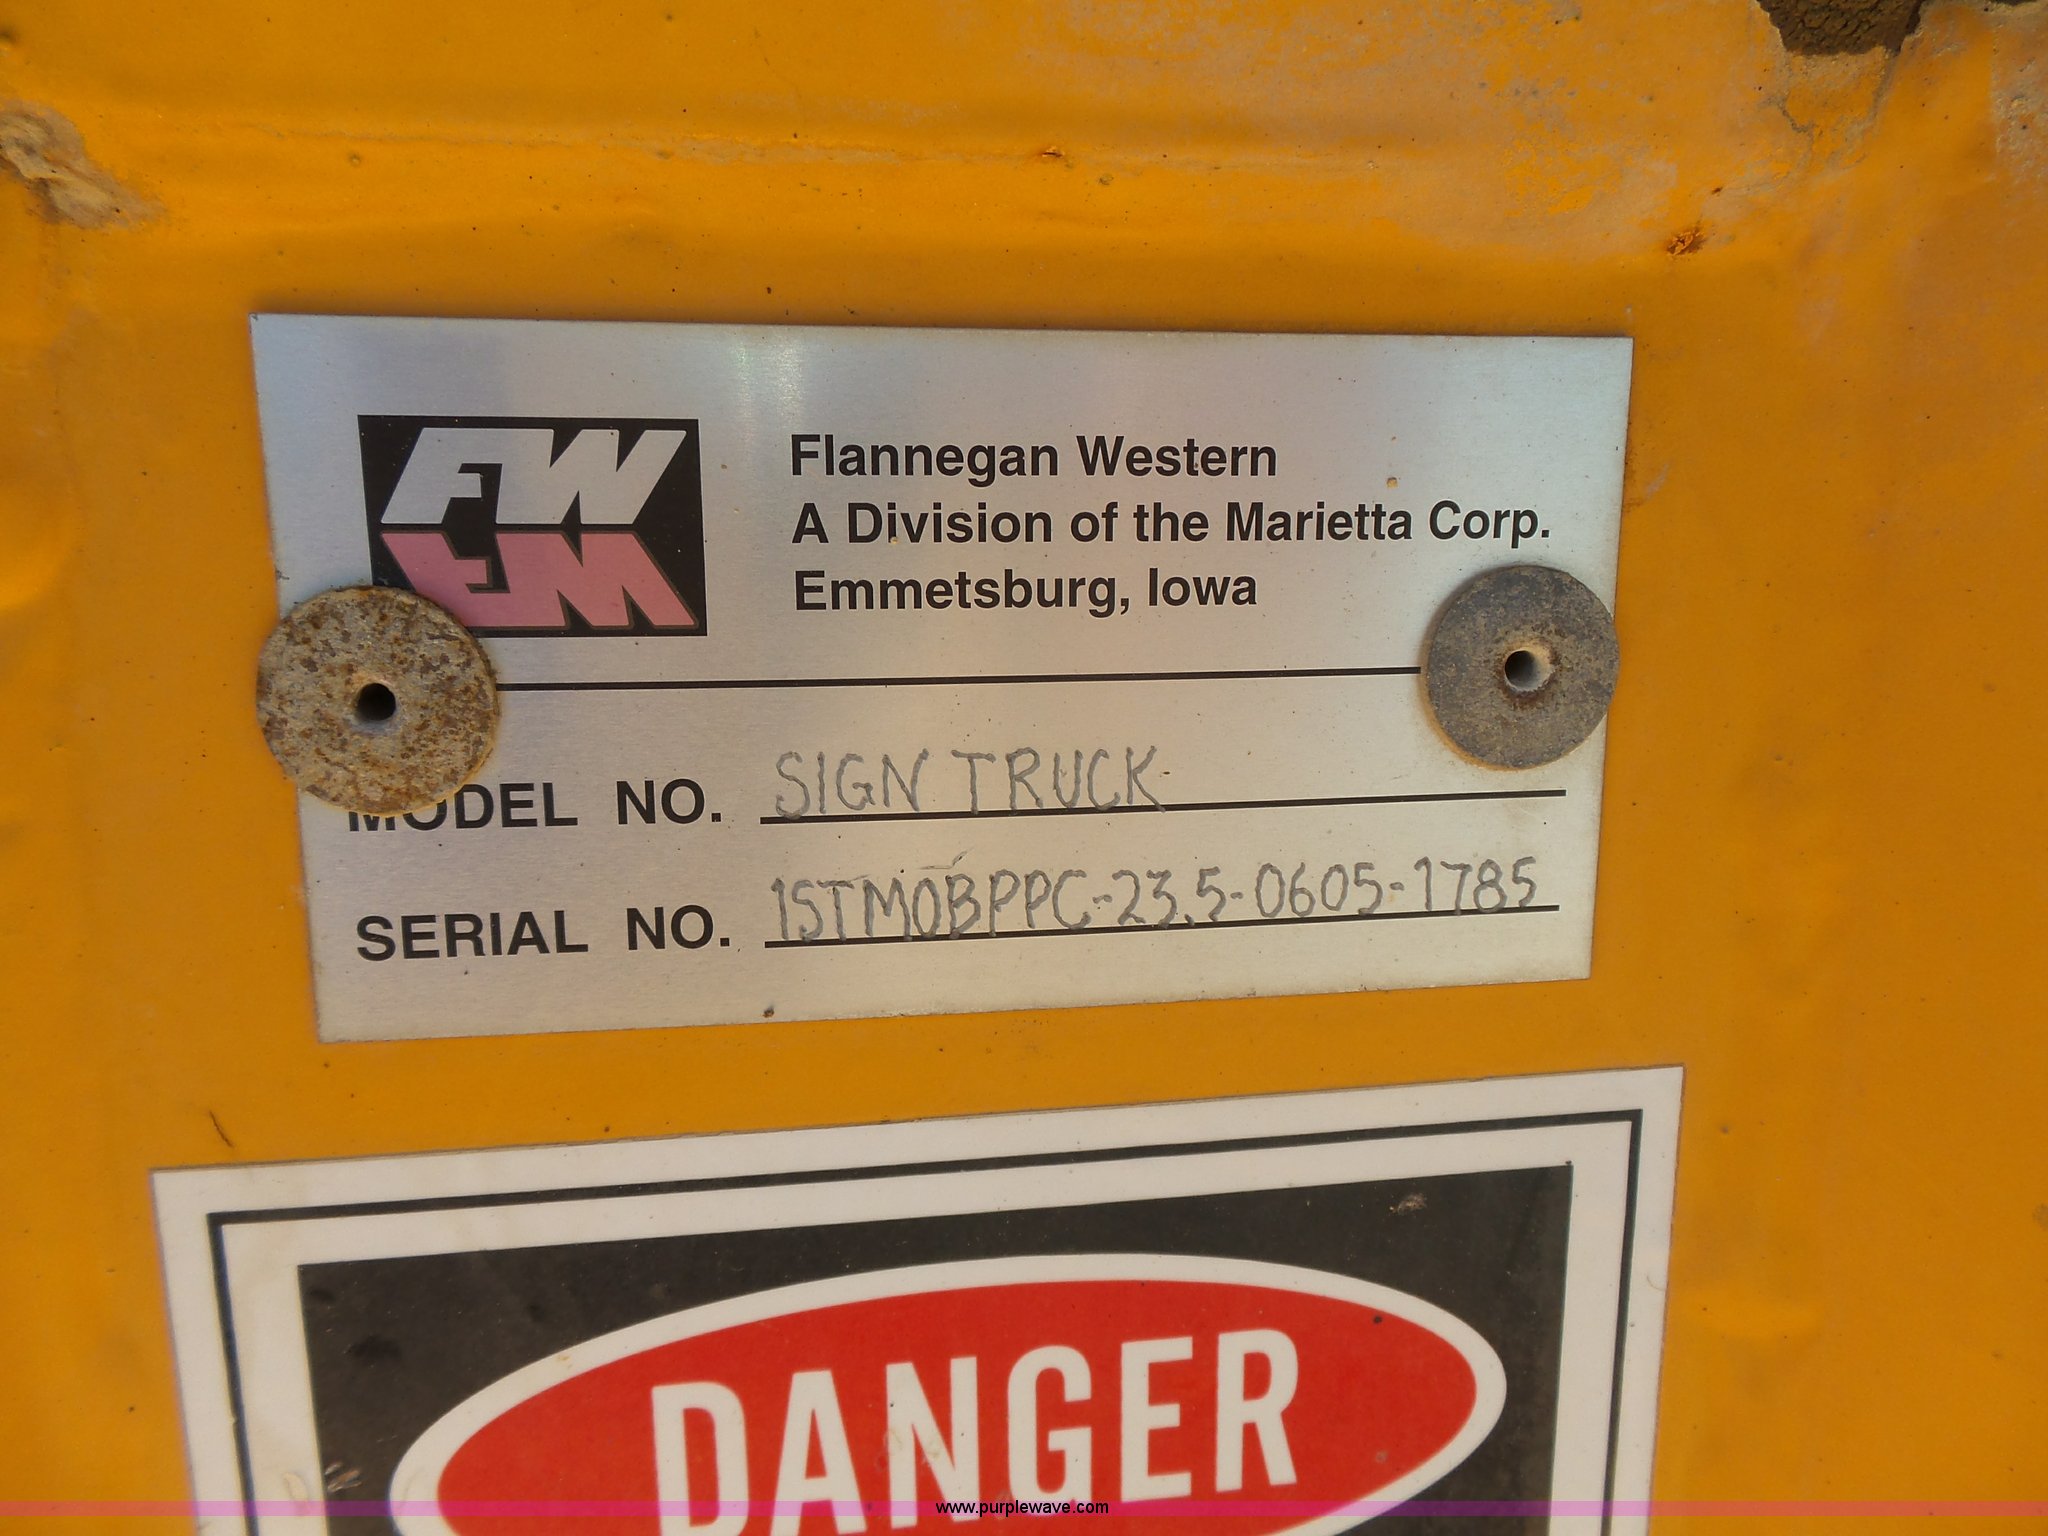 FW
Flannegan Western
A Division of the Marietta Corp.
Emmetsburg, Iowa
MODEL NO. SIGN TRUCK
SERIAL NO. 1STMOBPPC-23.5-0605-1785
DANGER
www.purplewave.com